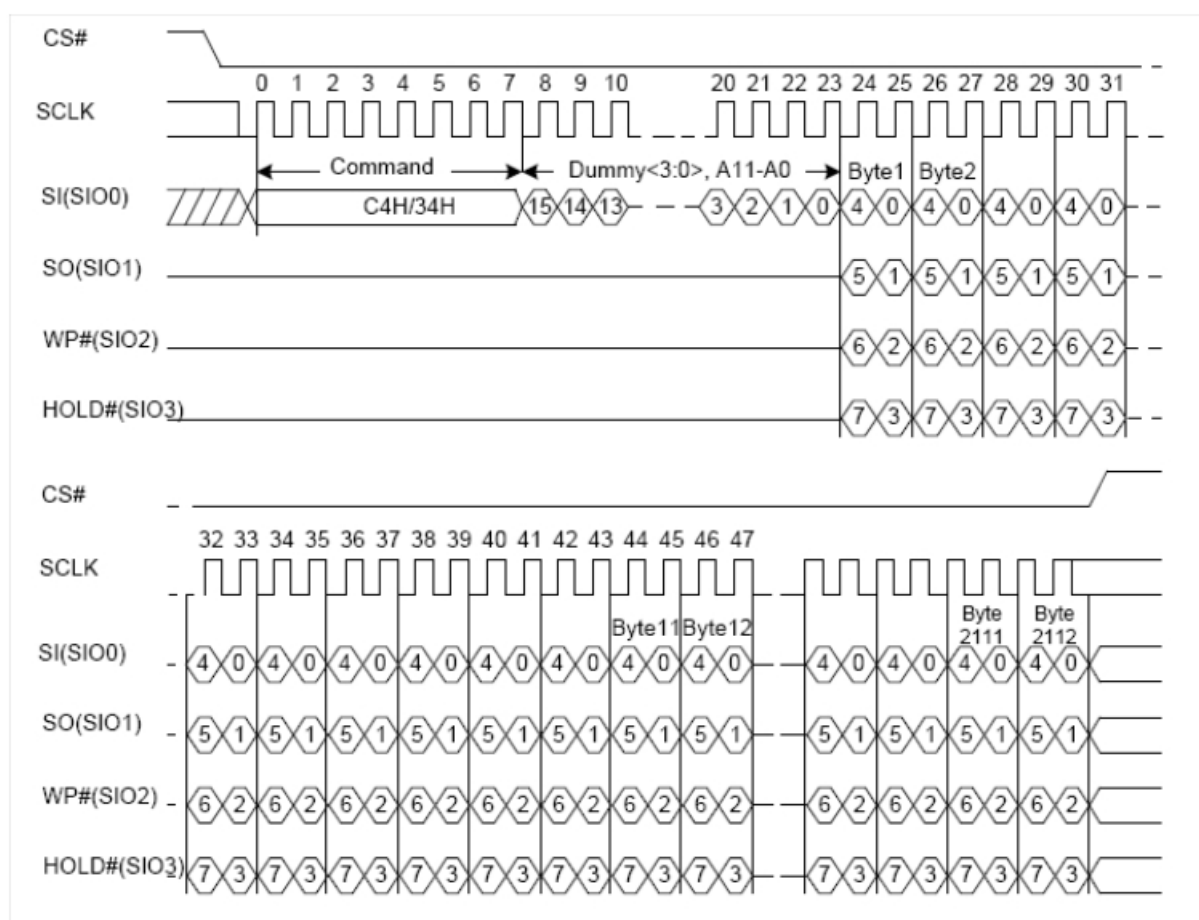 CS#
0 1 2 3 4 5 6 7 8 9 10 20 21 22 23 24 25 26 27 28 29 30 31
SCLK
Command Dummy<3:0>, A11-A0 Byte1 Byte2
SI(SIO0) C4H/34H 15 14 13 3 2 1 0 4 0 4 0 4 0 4 0
SO(SIO1) 5 1 5 1 5 1 5 1
WP#(SIO2) 6 2 6 2 6 2 6 2
HOLD#(SIO3) 7 3 7 3 7 3 7 3
CS#
32 33 34 35 36 37 38 39 40 41 42 43 44 45 46 47
SCLK
Byte11 Byte12 Byte 2111 Byte 2112
SI(SIO0) 4 0 4 0 4 0 4 0 4 0 4 0 4 0 4 0 4 0 4 0 4 0 4 0
SO(SIO1) 5 1 5 1 5 1 5 1 5 1 5 1 5 1 5 1 5 1 5 1 5 1 5 1
WP#(SIO2) 6 2 6 2 6 2 6 2 6 2 6 2 6 2 6 2 6 2 6 2 6 2 6 2
HOLD#(SIO3) 7 3 7 3 7 3 7 3 7 3 7 3 7 3 7 3 7 3 7 3 7 3 7 3